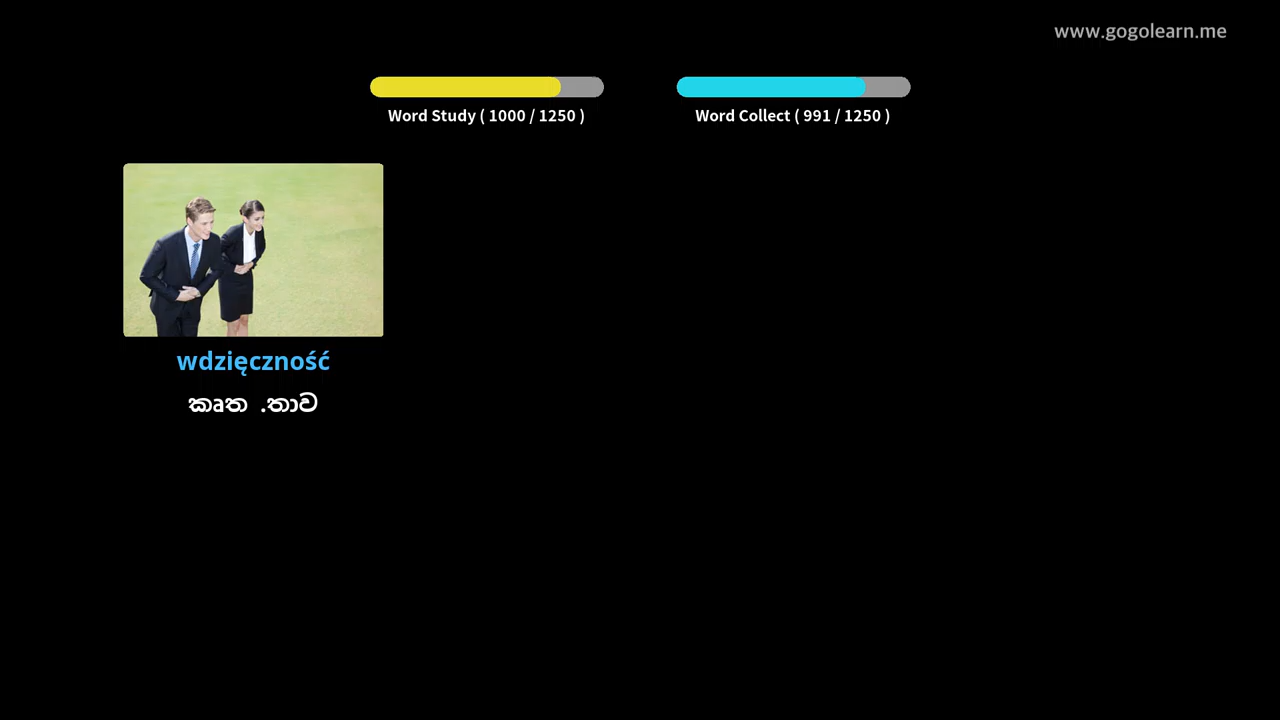 www.gogolearn.me
Word Study ( 1000 / 1250 )
Word Collect ( 991 / 1250 )
wdzięczność
කෘත .තාව